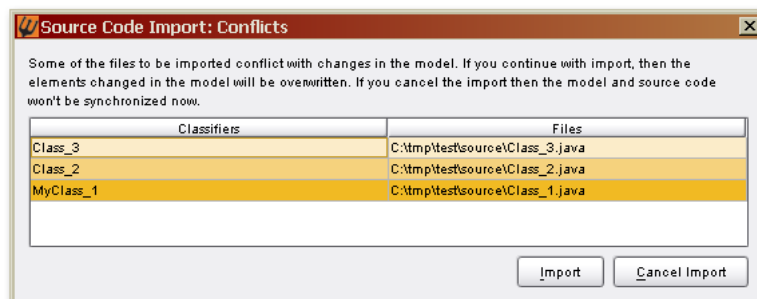 Source Code Import: Conflicts
Some of the files to be imported conflict with changes in the model. If you continue with import, then the
elements changed in the model will be overwritten. If you cancel the import then the model and source code
won't be synchronized now.
Classifiers Files
Class_3 C:\tmp\test\source\Class_3.java
Class_2 C:\tmp\test\source\Class_2.java
MyClass_1 C:\tmp\test\source\Class_1.java
Import Cancel Import